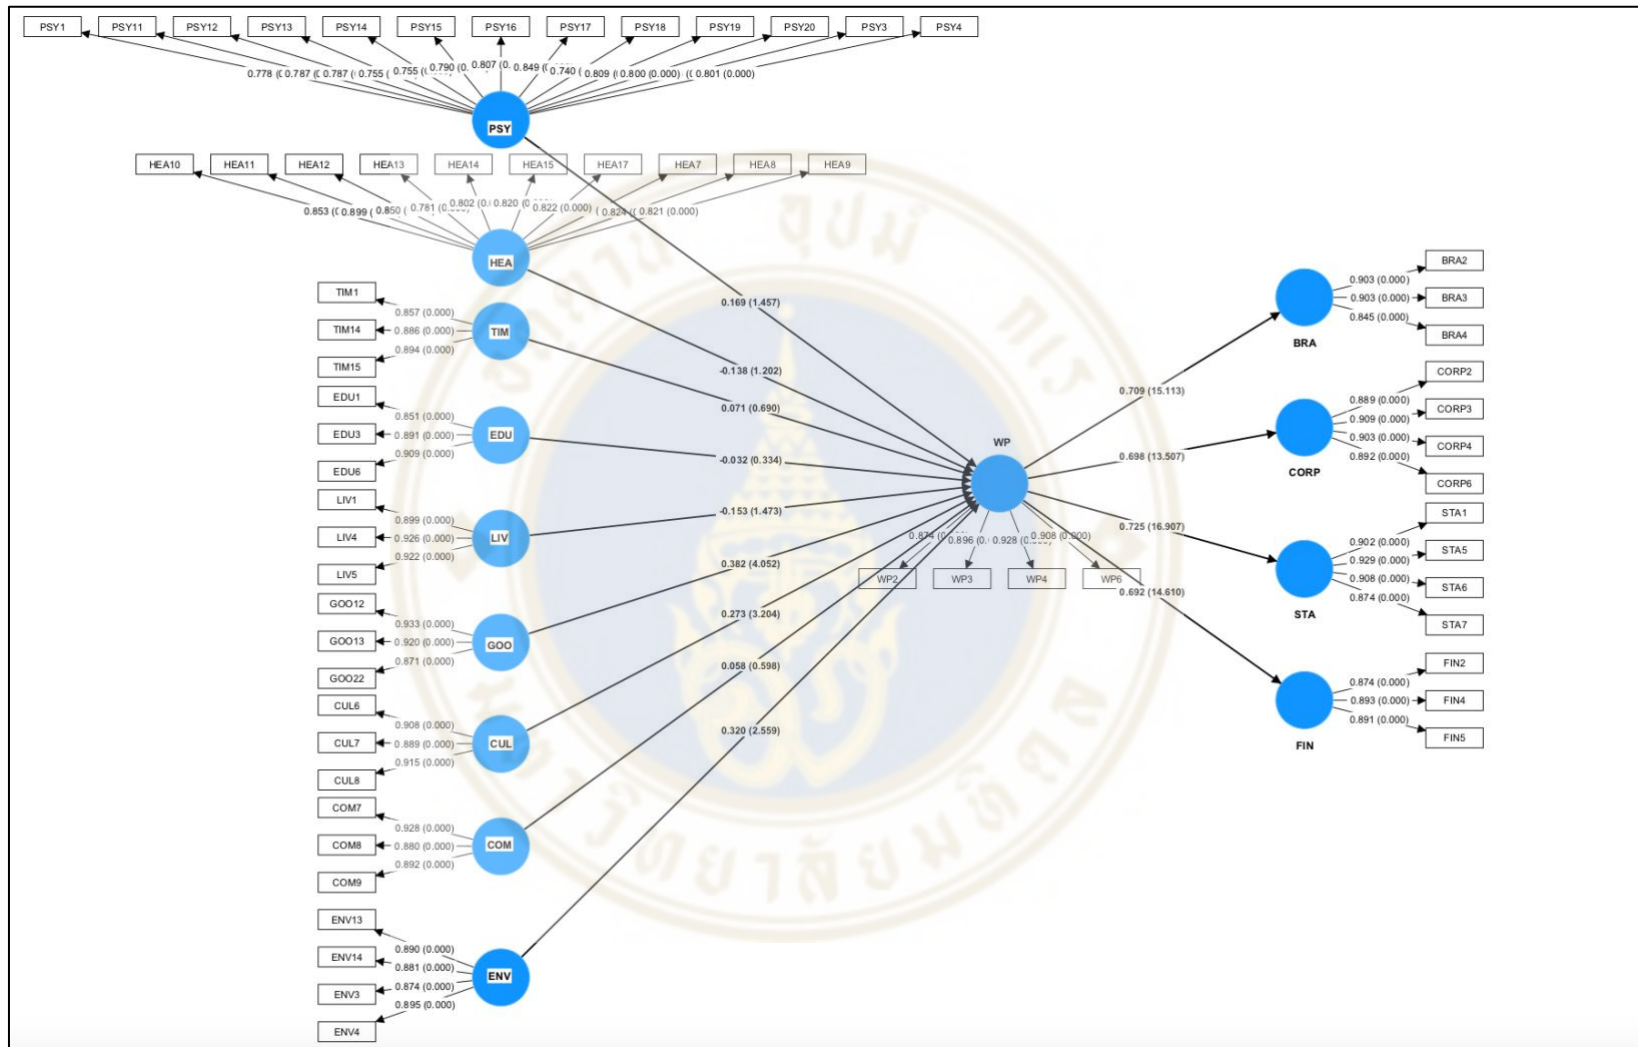 PSY1 PSY11 PSY12 PSY13 PSY14 PSY15 PSY16 PSY17 PSY18 PSY19 PSY20 PSY3 PSY4
0.778 0.787 0.787 0.755 0.755 0.790 0.807 0.849 0.740 0.809 0.800 (0.000) 0.801 (0.000)
PSY
HEA10 HEA11 HEA12 HEA13 HEA14 HEA15 HEA17 HEA7 HEA8 HEA9
0.853 0.899 0.850 0.781 0.802 0.820 0.822 (0.000) 0.824 0.821 (0.000)
HEA
TIM1
0.857 (0.000)
TIM14
0.886 (0.000)
TIM
TIM15
0.894 (0.000)
EDU1
0.851 (0.000)
EDU3
0.891 (0.000)
EDU
EDU6
0.909 (0.000)
LIV1
0.899 (0.000)
LIV4
0.926 (0.000)
LIV
LIV5
0.922 (0.000)
GOO12
0.933 (0.000)
GOO13
0.920 (0.000)
GOO
GOO22
0.871 (0.000)
CUL6
0.908 (0.000)
CUL7
0.889 (0.000)
CUL
CUL8
0.915 (0.000)
COM7
0.928 (0.000)
COM8
0.880 (0.000)
COM
COM9
0.892 (0.000)
ENV13
0.890 (0.000)
ENV14
0.881 (0.000)
ENV
ENV3
0.874 (0.000)
0.895 (0.000)
ENV4
0.169 (1.457)
-0.138 (1.202)
0.071 (0.690)
-0.032 (0.334)
-0.153 (1.473)
0.382 (4.052)
0.273 (3.204)
0.058 (0.598)
0.320 (2.559)
WP
0.874 0.896 0.928 0.908 (0.000)
WP2 WP3 WP4 WP6
0.709 (15.113)
0.698 (13.507)
0.725 (16.907)
0.692 (14.610)
BRA2
0.903 (0.000)
BRA3
0.903 (0.000)
BRA4
0.845 (0.000)
BRA
CORP2
0.889 (0.000)
CORP3
0.909 (0.000)
CORP4
0.903 (0.000)
0.892 (0.000)
CORP
CORP6
STA1
0.902 (0.000)
STA5
0.929 (0.000)
STA6
0.908 (0.000)
0.874 (0.000)
STA
STA7
FIN2
0.874 (0.000)
FIN4
0.893 (0.000)
FIN5
0.891 (0.000)
FIN
มหาวิทยาลัยมหิดล